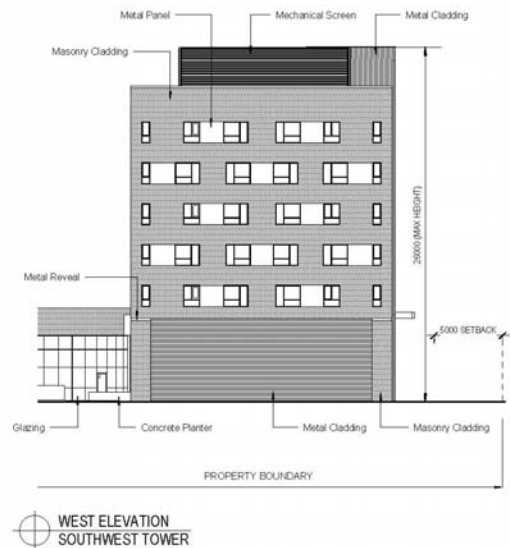 Metal Panel
Mechanical Screen
Metal Cladding
Masonry Cladding
26000 (MAX HEIGHT)
Metal Reveal
5000 SETBACK
Glazing
Concrete Planter
Metal Cladding
Masonry Cladding
PROPERTY BOUNDARY
WEST ELEVATION
SOUTHWEST TOWER